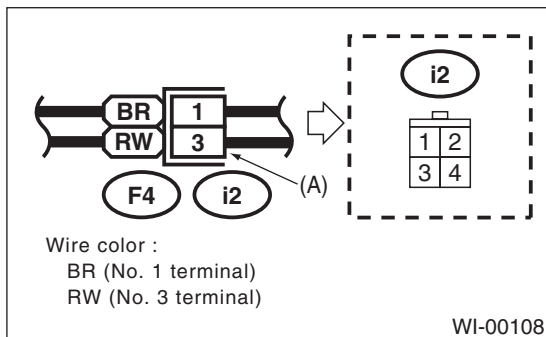 BR 1
RW 3
F4 i2
(A)
i2
1 2
3 4
Wire color :
BR (No. 1 terminal)
RW (No. 3 terminal)
WI-00108